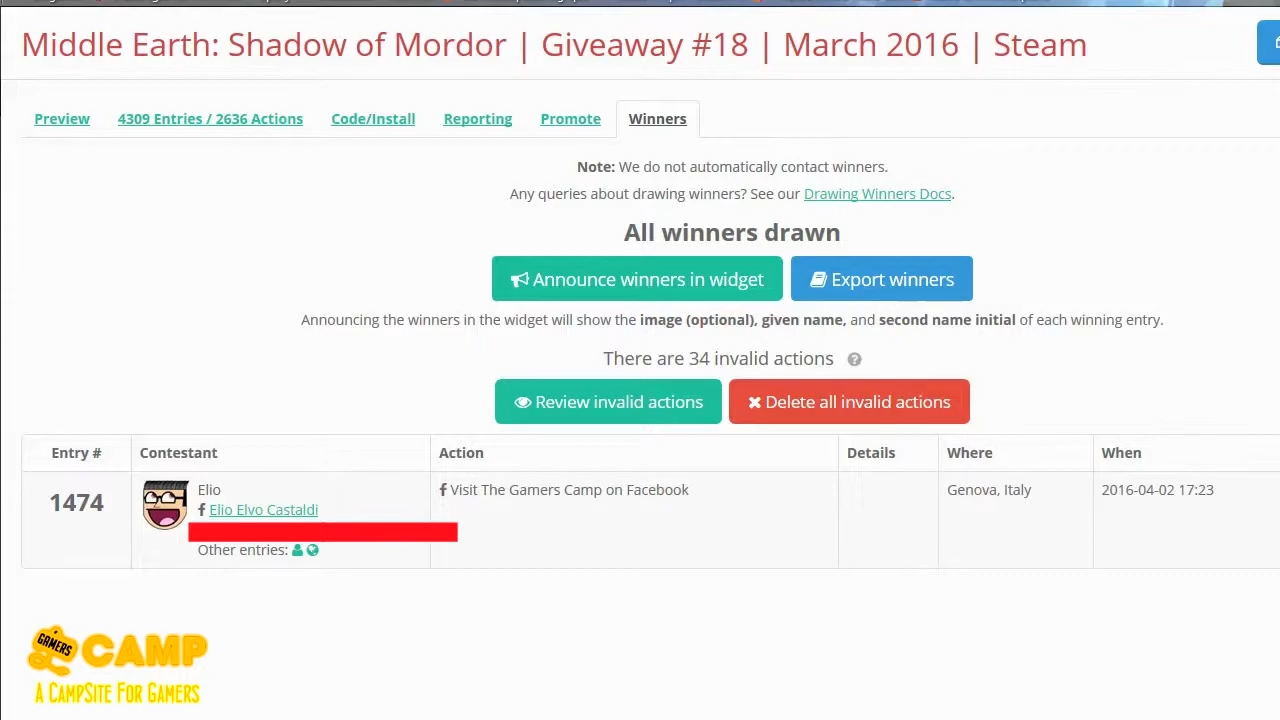 Middle Earth: Shadow of Mordor | Giveaway #18 | March 2016 | Steam
Preview 4309 Entries / 2636 Actions Code/Install Reporting Promote Winners
Note: We do not automatically contact winners.
Any queries about drawing winners? See our Drawing Winners Docs.
All winners drawn
Announce winners in widget Export winners
Announcing the winners in the widget will show the image (optional), given name, and second name initial of each winning entry.
There are 34 invalid actions ?
Review invalid actions Delete all invalid actions
Entry # Contestant Action Details Where When
1474 Elio Visit The Gamers Camp on Facebook Genova, Italy 2016-04-02 17:23
Elio Elvo Castaldi
Other entries:
GAMERS CAMP
A CAMPSITE FOR GAMERS